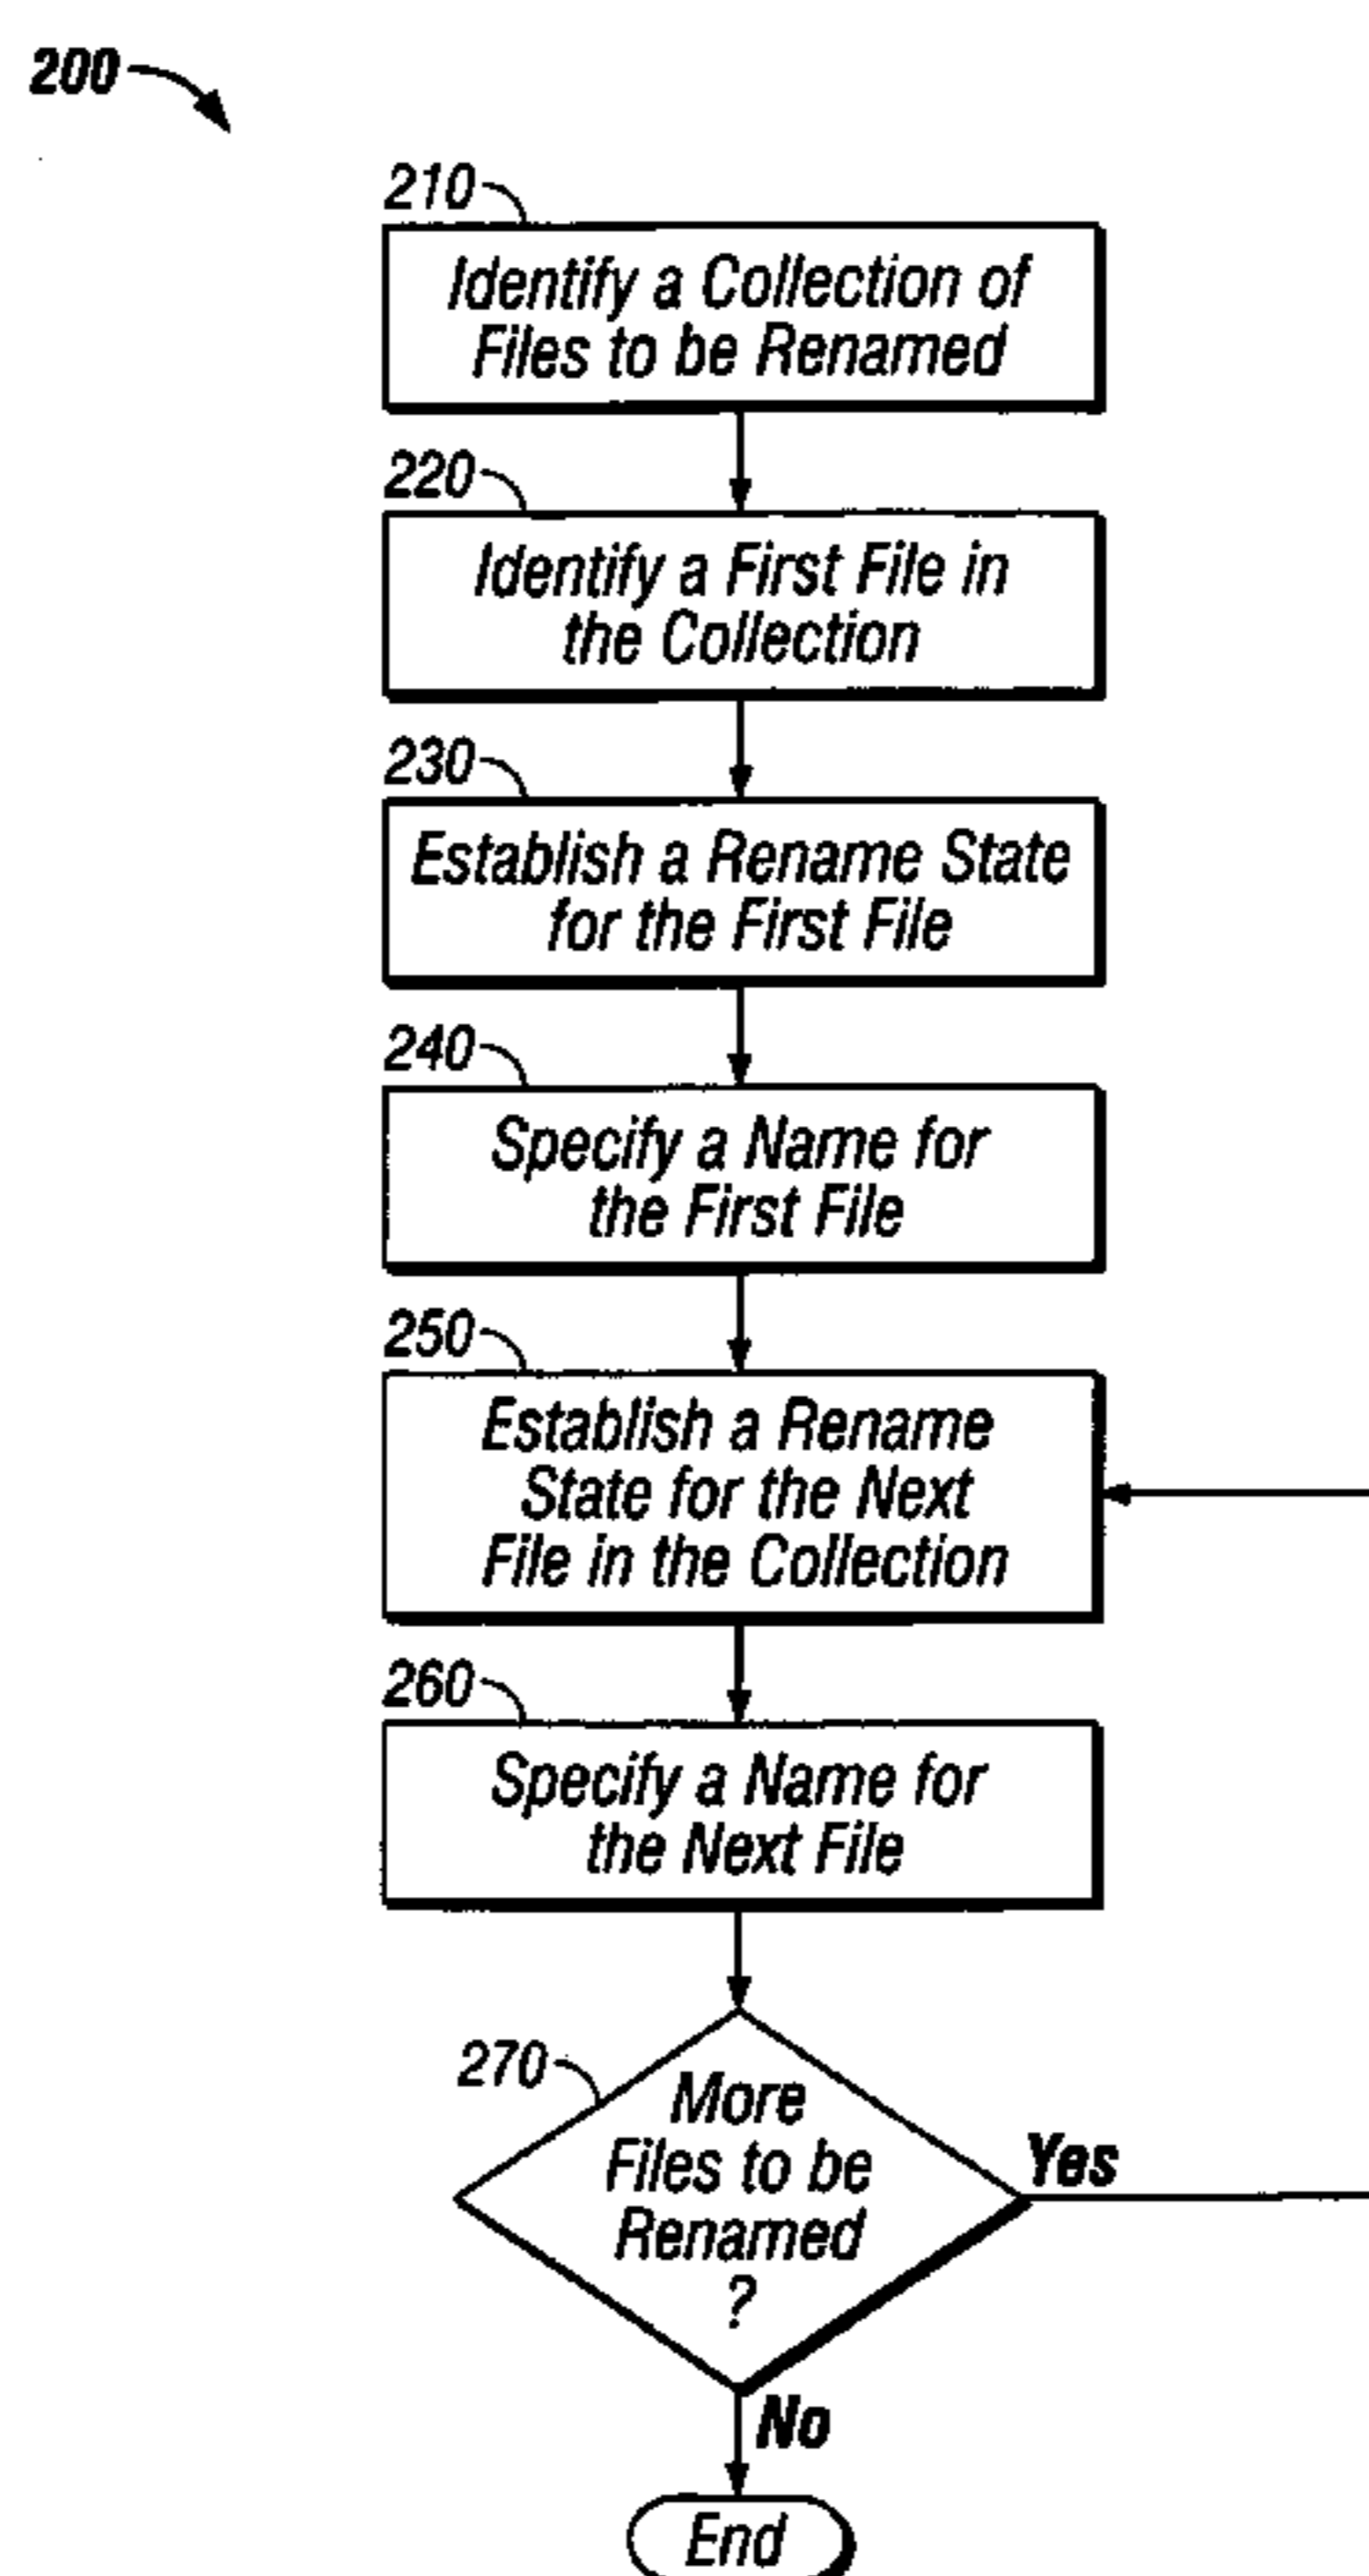 200
210
Identify a Collection of
Files to be Renamed
220
Identify a First File in
the Collection
230
Establish a Rename State
for the First File
240
Specify a Name for
the First File
250
Establish a Rename
State for the Next
File in the Collection
260
Specify a Name for
the Next File
270
More
Files to be
Renamed
?
Yes
No
End